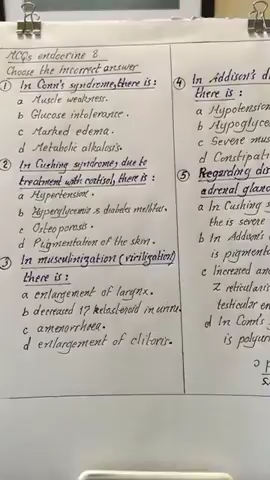 MCQs endocrine 8
Choose the incorrect answer
① In Conn's syndrome, there is:
a Muscle weakness.
b Glucose intolerance.
c Marked edema.
d Metabolic alkalosis.
② In Cushing syndrome, due to
treatment with cortisol, there is:
a Hypertension.
b Hyperglycemia & diabetes mellitus.
c Osteoporosis.
d Pigmentation of the skin.
③ In musculinization (virilization)
there is:
a enlargement of larynx.
b decreased 17 ketosteroid in urine.
c amenorrhea.
d enlargement of clitoris.
④ In Addison's d
there is:
a Hypotension
b Hypoglyce
c Severe mus
d Constipati
⑤ Regarding dis
adrenal gland
a In Cushing s
the is severe
b In Addison's
is pigmenta
c Increased an
Z reticularis
testicular en
d In Conn's
is polyuri